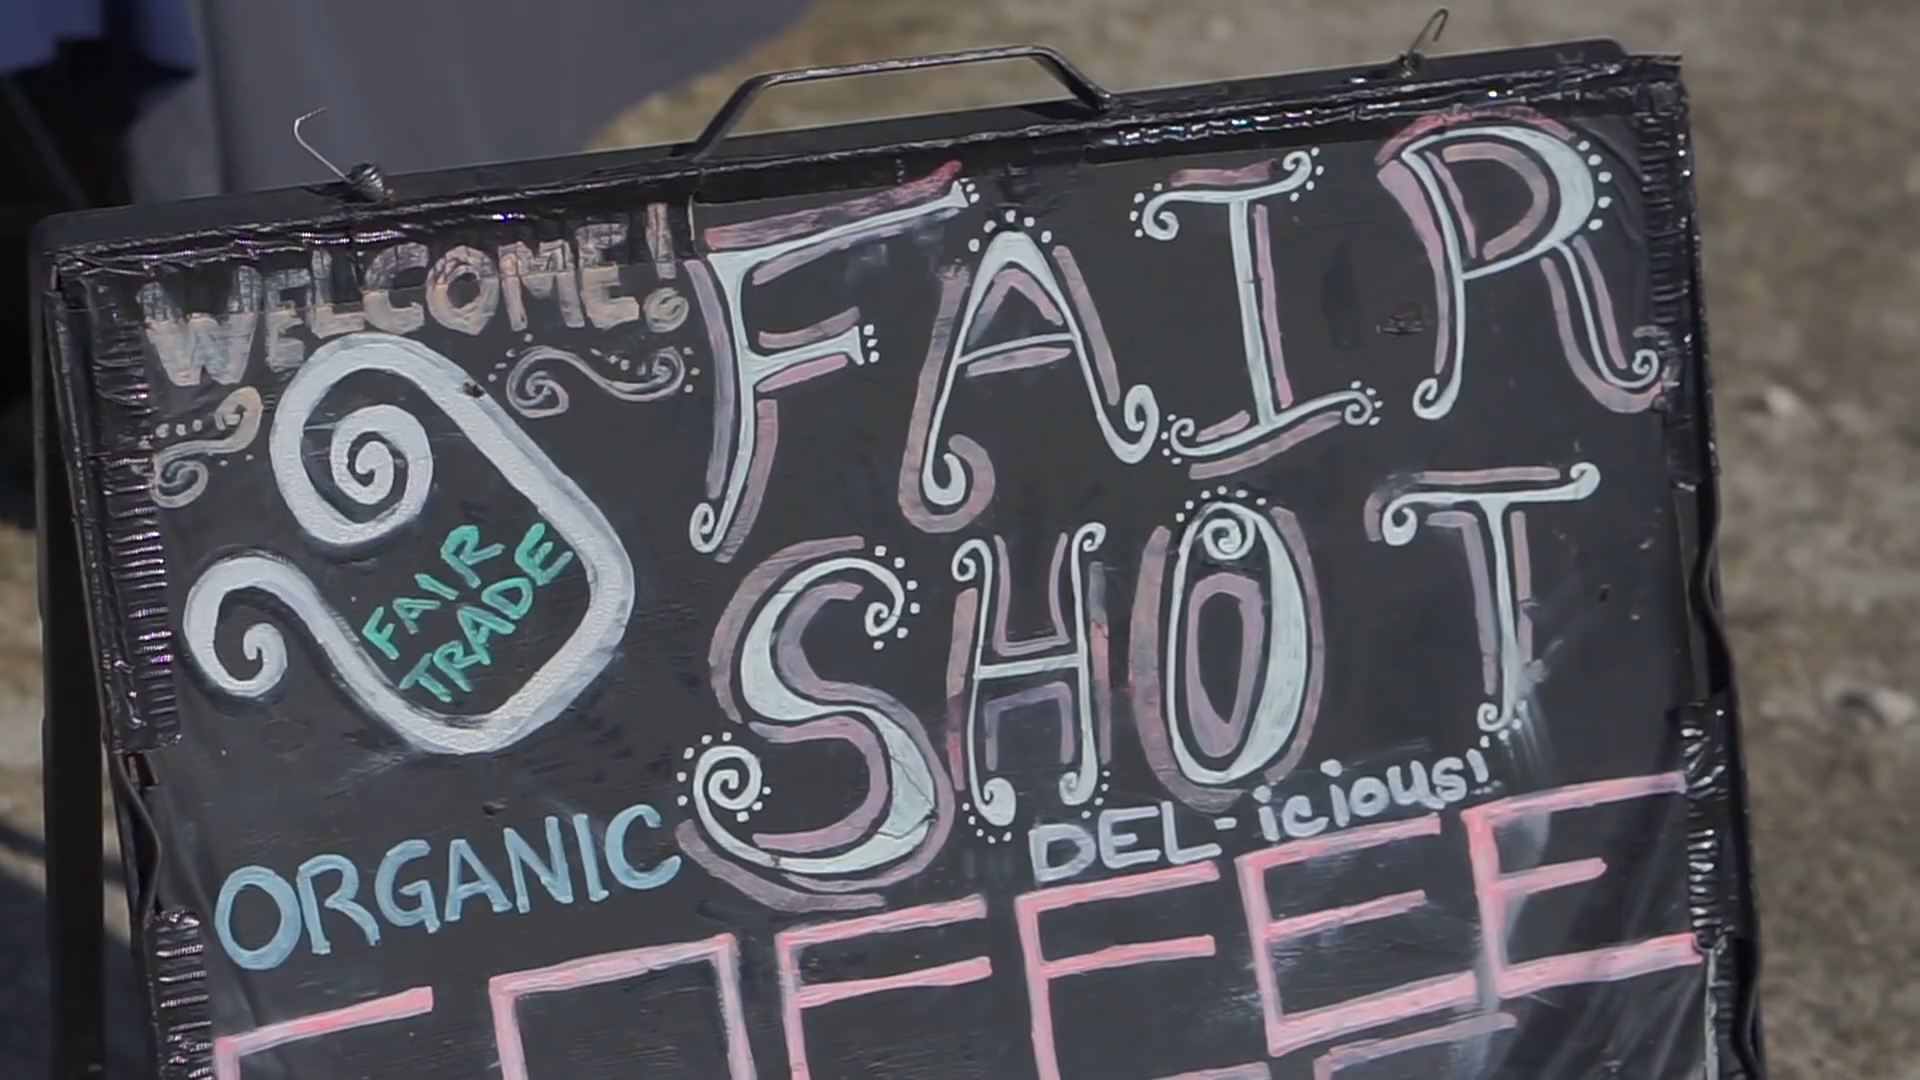 WELCOME!
FAIR
SHOT
FAIR
TRADE
ORGANIC
DEL-icious!
COFFEE